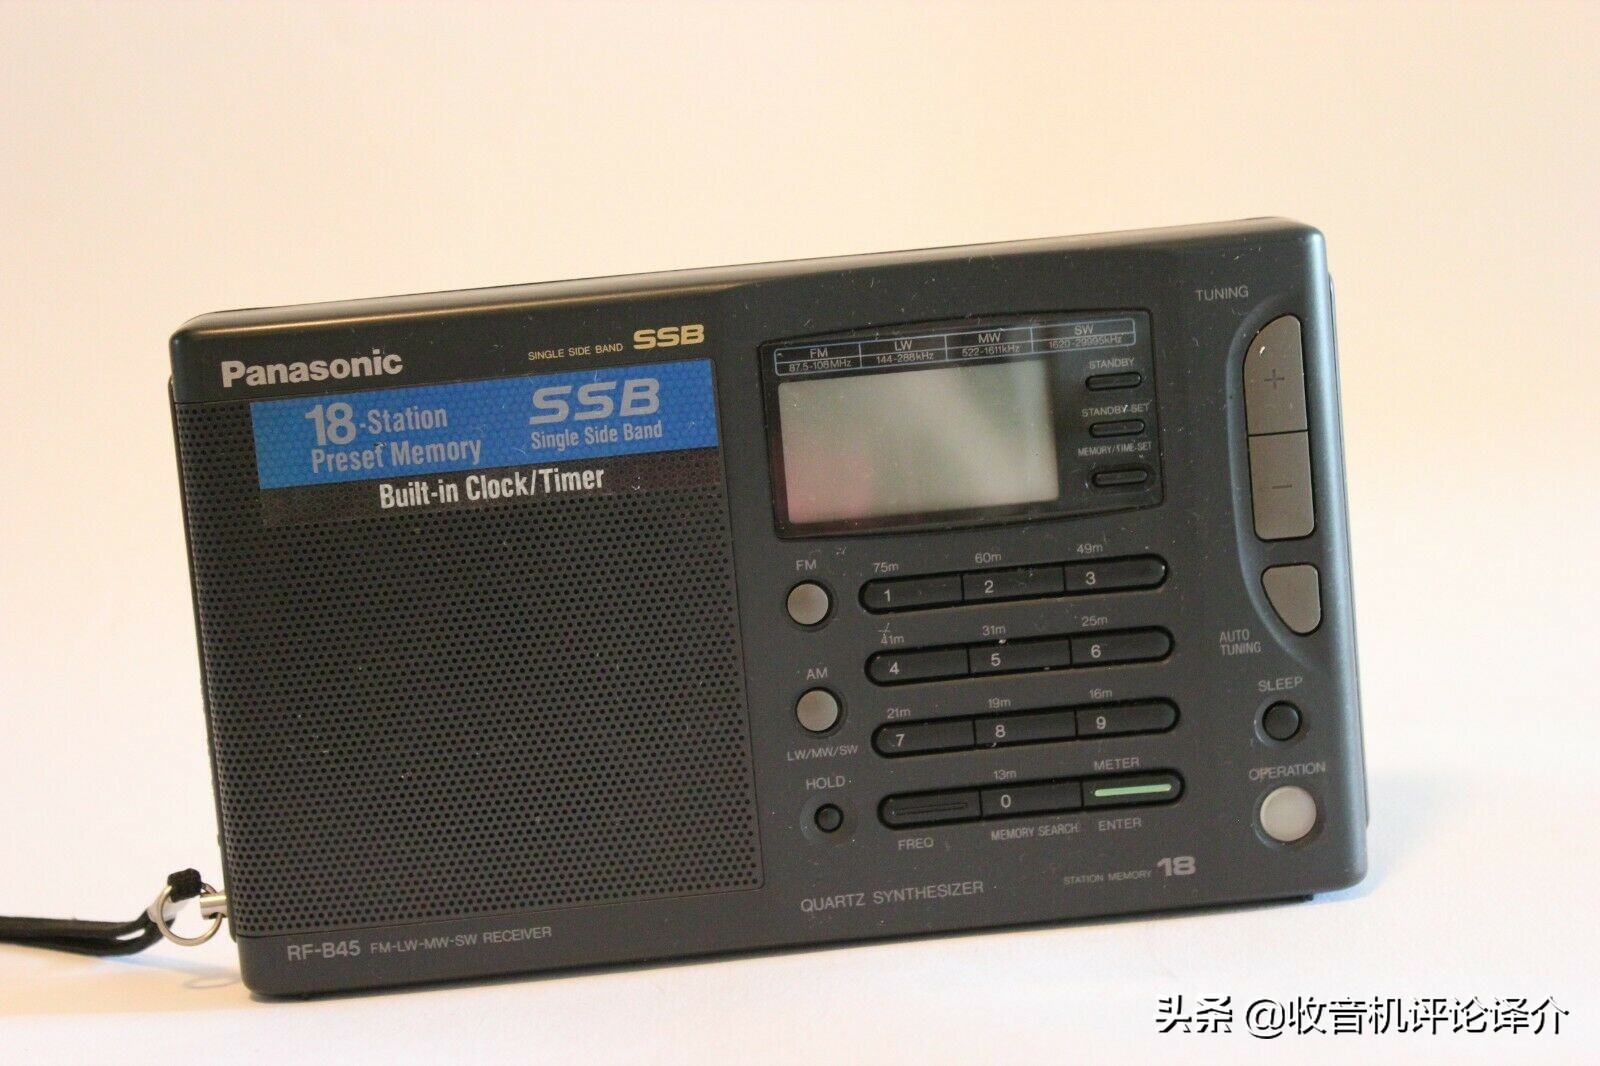 Panasonic
SINGLE SIDE BAND SSB
18-Station
Preset Memory
SSB
Single Side Band
Built-in Clock/Timer
FM
87.5-108MHz
LW
144-288kHz
MW
522-1611kHz
SW
1620-29995kHz
STANDBY
STANDBY SET
MEMORY/TIME SET
TUNING
+
−
AUTO
TUNING
FM
75m 60m 49m
1 2 3
41m 31m 25m
4 5 6
AM
LW/MW/SW
21m 19m 16m
7 8 9
SLEEP
HOLD
13m METER
0
FREQ MEMORY SEARCH ENTER
OPERATION
QUARTZ SYNTHESIZER
STATION MEMORY 18
RF-B45 FM-LW-MW-SW RECEIVER
头条 @收音机评论译介